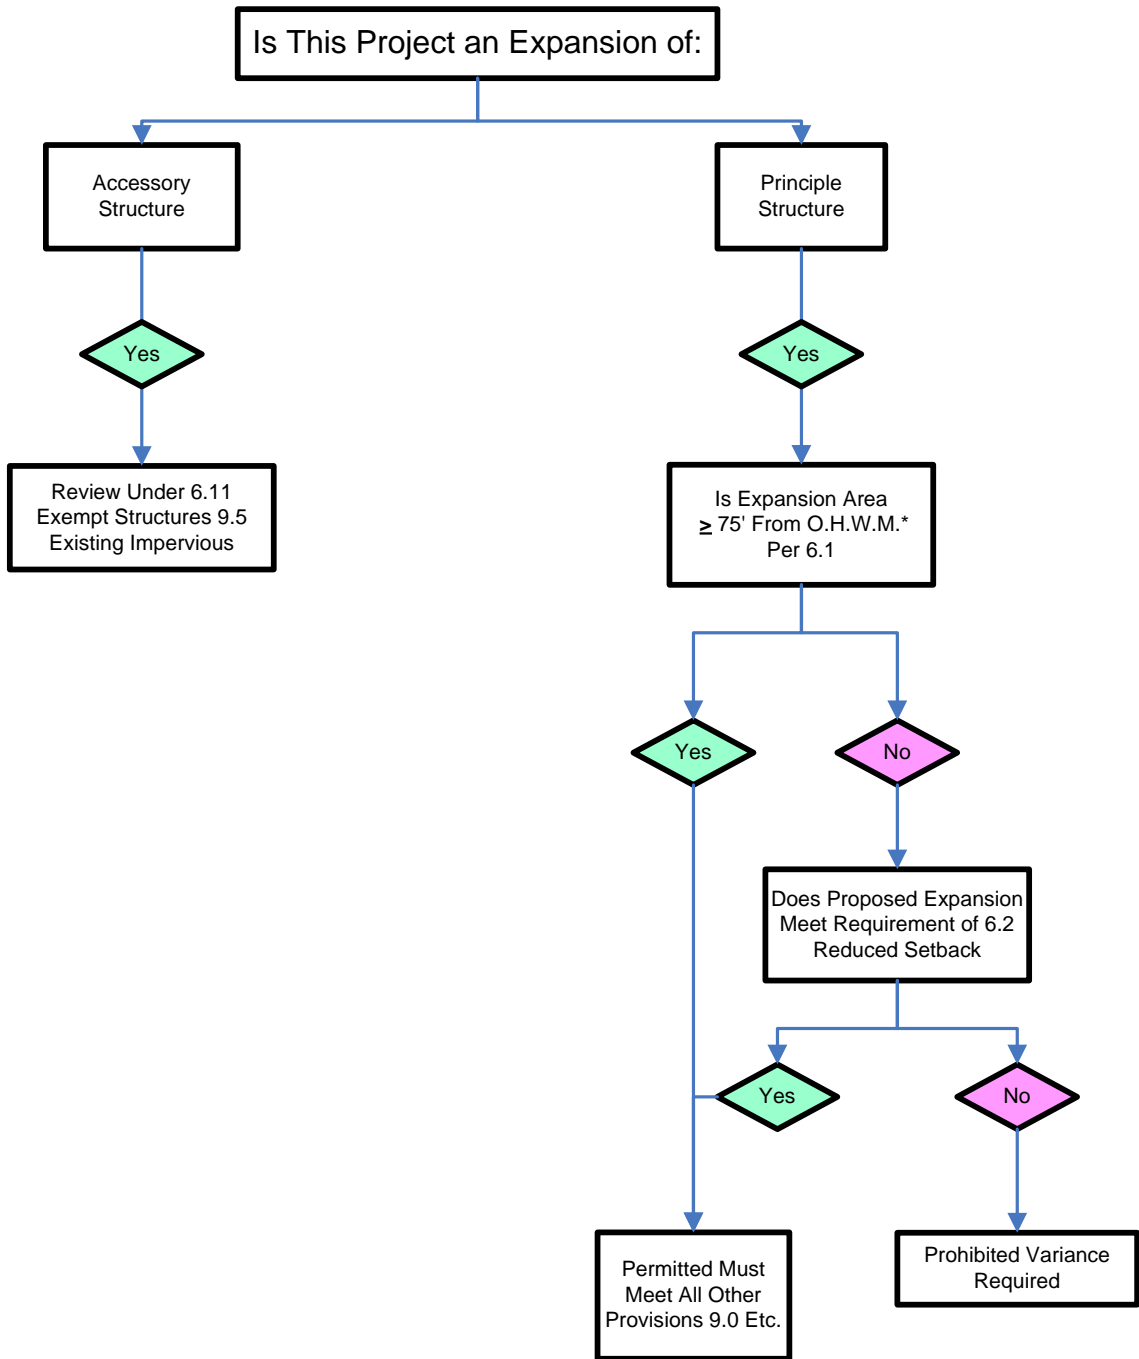 Is This Project an Expansion of:
Accessory
Structure
Principle
Structure
Yes
Yes
Review Under 6.11
Exempt Structures 9.5
Existing Impervious
Is Expansion Area
≥ 75' From O.H.W.M.*
Per 6.1
Yes
No
Does Proposed Expansion
Meet Requirement of 6.2
Reduced Setback
Yes
No
Permitted Must
Meet All Other
Provisions 9.0 Etc.
Prohibited Variance
Required